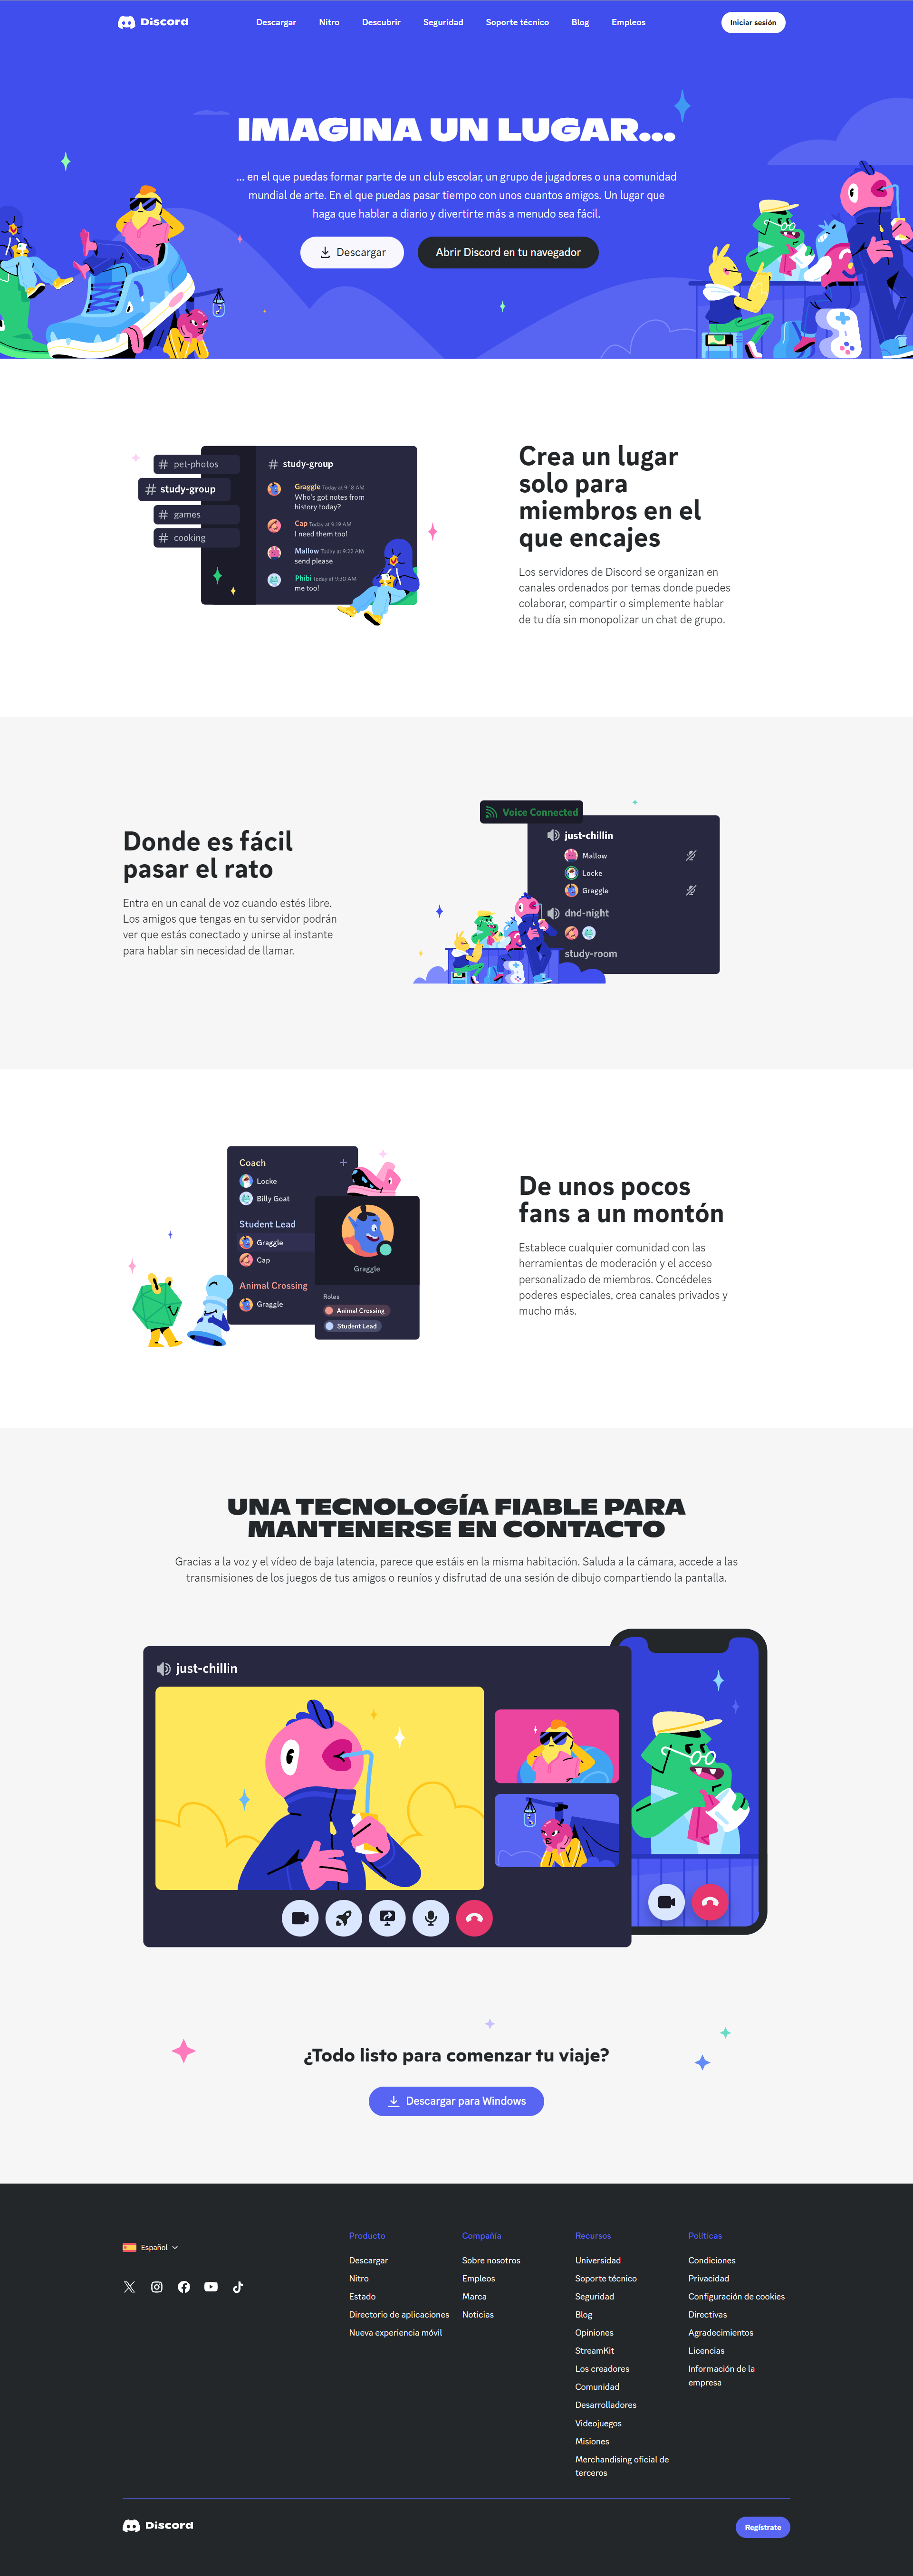 Discord
Descargar
Nitro
Descubrir
Seguridad
Soporte técnico
Blog
Empleos
Iniciar sesión
IMAGINA UN LUGAR...
... en el que puedas formar parte de un club escolar, un grupo de jugadores o una comunidad
mundial de arte. En el que puedas pasar tiempo con unos cuantos amigos. Un lugar que
haga que hablar a diario y divertirte más a menudo sea fácil.
Descargar
Abrir Discord en tu navegador
# pet-photos
# study-group
# games
# cooking
# study-group
Graggle Today at 9:18 AM
Who's got notes from
history today?
Cap Today at 9:19 AM
I need them too!
Mallow Today at 9:22 AM
send please
Phibi Today at 9:30 AM
me too!
Crea un lugar
solo para
miembros en el
que encajes
Los servidores de Discord se organizan en
canales ordenados por temas donde puedes
colaborar, compartir o simplemente hablar
de tu día sin monopolizar un chat de grupo.
Donde es fácil
pasar el rato
Entra en un canal de voz cuando estés libre.
Los amigos que tengas en tu servidor podrán
ver que estás conectado y unirse al instante
para hablar sin necesidad de llamar.
Voice Connected
just-chillin
Mallow
Locke
Graggle
dnd-night
study-room
Coach +
Locke
Billy Goat
Student Lead
Graggle
Cap
Animal Crossing
Graggle
Graggle
Roles
Animal Crossing
Student Lead
De unos pocos
fans a un montón
Establece cualquier comunidad con las
herramientas de moderación y el acceso
personalizado de miembros. Concédeles
poderes especiales, crea canales privados y
mucho más.
UNA TECNOLOGÍA FIABLE PARA
MANTENERSE EN CONTACTO
Gracias a la voz y el vídeo de baja latencia, parece que estáis en la misma habitación. Saluda a la cámara, accede a las
transmisiones de los juegos de tus amigos o reuníos y disfrutad de una sesión de dibujo compartiendo la pantalla.
just-chillin
¿Todo listo para comenzar tu viaje?
Descargar para Windows
Español
Producto
Descargar
Nitro
Estado
Directorio de aplicaciones
Nueva experiencia móvil
Compañía
Sobre nosotros
Empleos
Marca
Noticias
Recursos
Universidad
Soporte técnico
Seguridad
Blog
Opiniones
StreamKit
Los creadores
Comunidad
Desarrolladores
Videojuegos
Misiones
Merchandising oficial de
terceros
Políticas
Condiciones
Privacidad
Configuración de cookies
Directivas
Agradecimientos
Licencias
Información de la
empresa
Discord
Regístrate